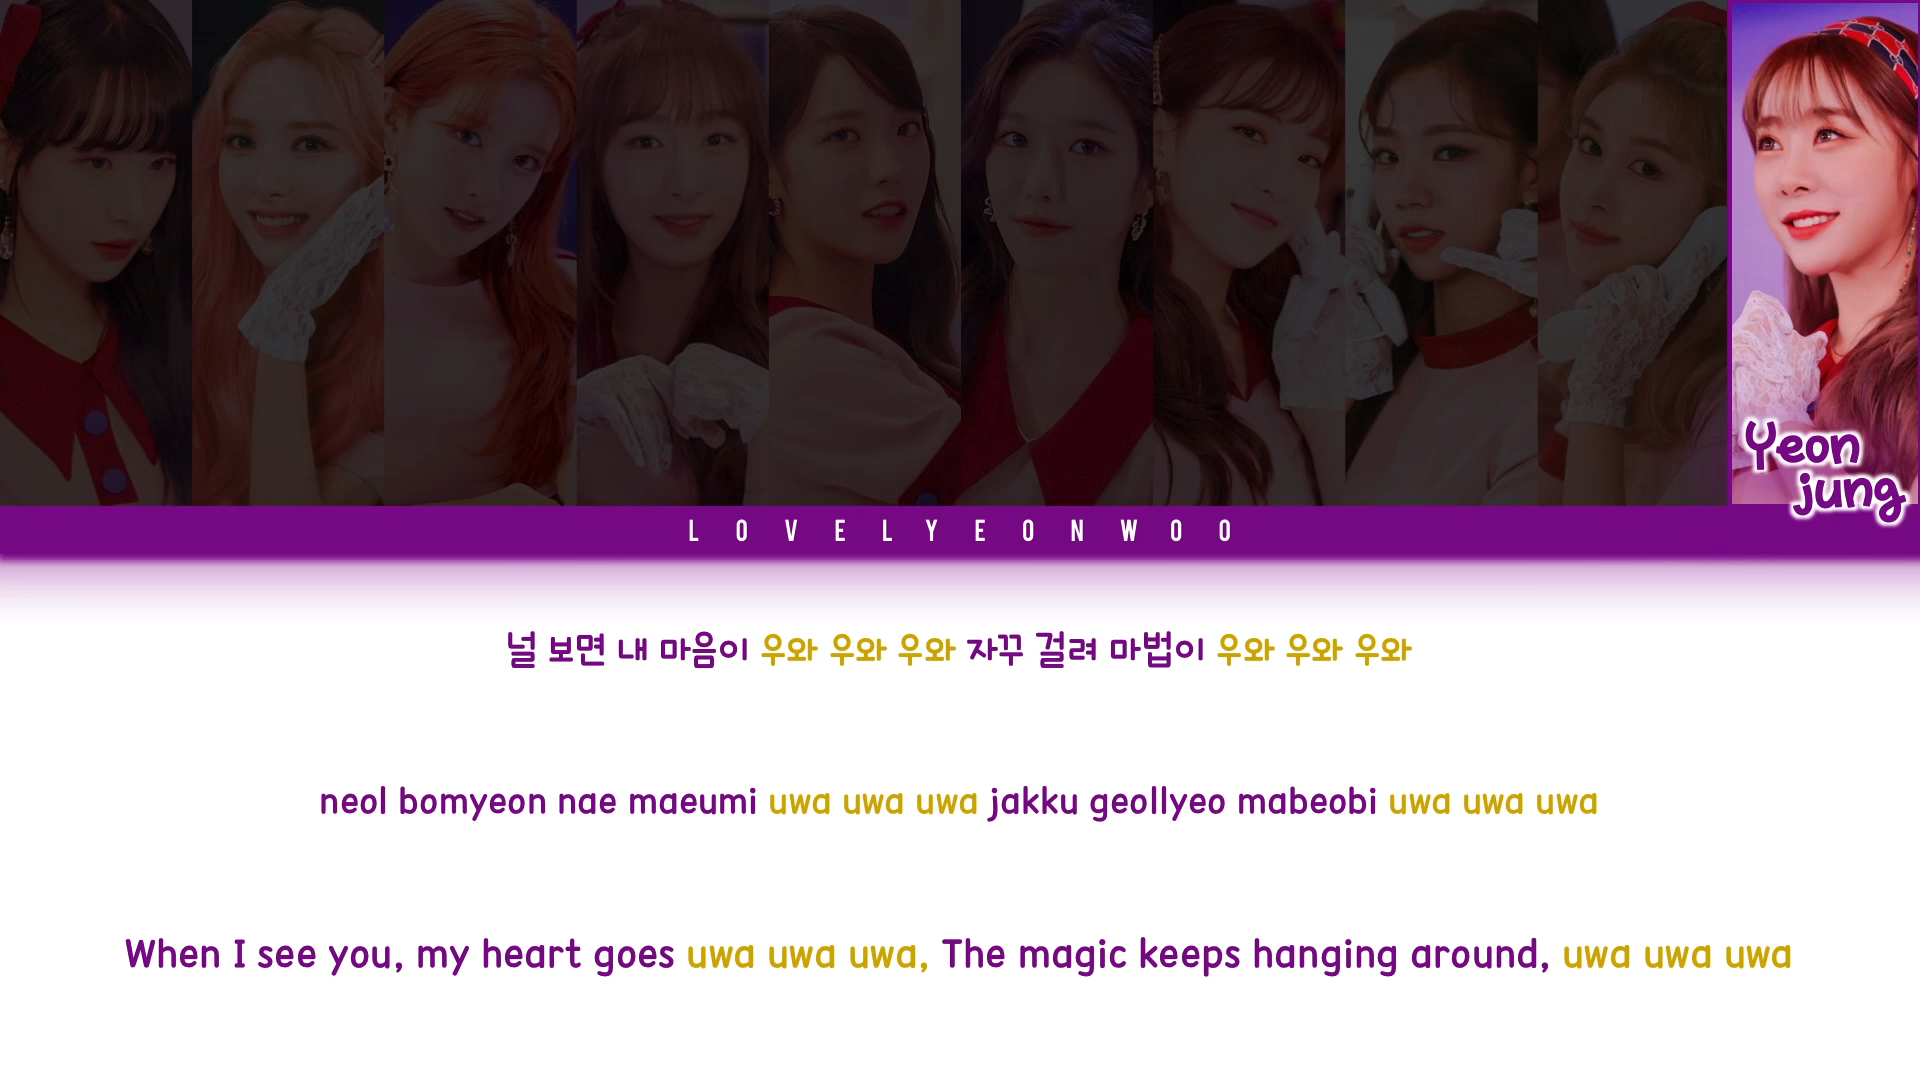 Yeon
jung
LOVELYEONWOO
널 보면 내 마음이 우와 우와 우와 자꾸 걸려 마법이 우와 우와 우와
neol bomyeon nae maeumi uwa uwa uwa jakku geollyeo mabeobi uwa uwa uwa
When I see you, my heart goes uwa uwa uwa, The magic keeps hanging around, uwa uwa uwa